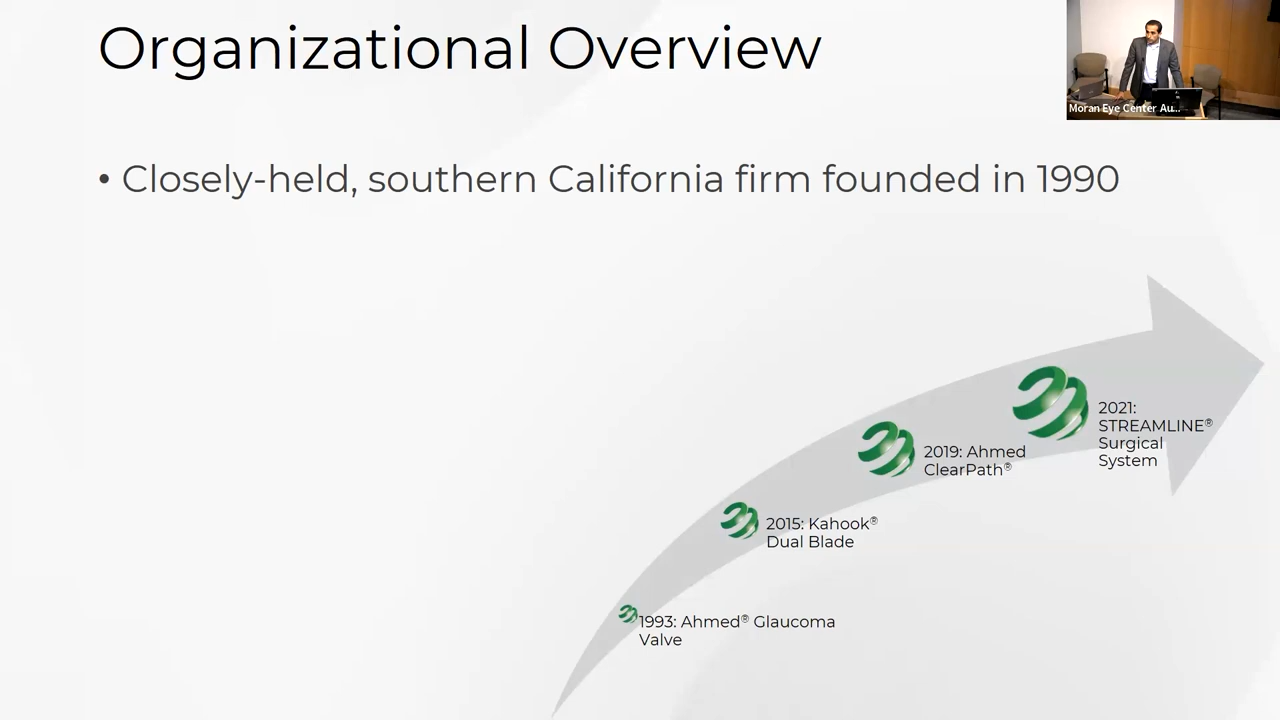 Organizational Overview
Moran Eye Center Au...
• Closely-held, southern California firm founded in 1990
2021:
STREAMLINE®
Surgical
System
2019: Ahmed
ClearPath®
2015: Kahook®
Dual Blade
1993: Ahmed® Glaucoma
Valve